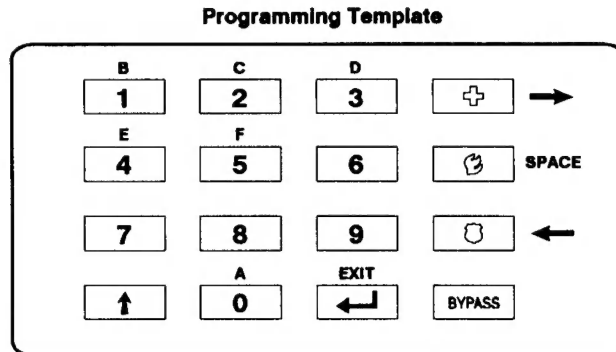 Programming Template
B C D
1 2 3
E F
4 5 6 SPACE
7 8 9
A EXIT
0 BYPASS